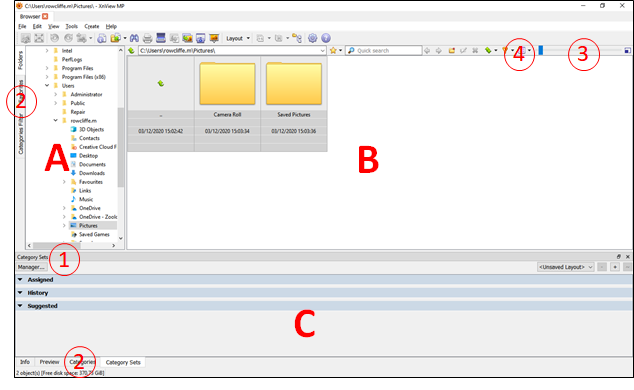 C:\Users\rowcliffe.m\Pictures\ - XnView MP
Browser
File Edit View Tools Create Help
Layout
Folders
Favorites
Categories Filter
Intel
PerfLogs
Program Files
Program Files (x86)
Users
Administrator
Public
Repair
rowcliffe.m
3D Objects
Contacts
Creative Cloud F
Desktop
Documents
Downloads
Favourites
Links
Music
OneDrive
OneDrive - Zoolo
Pictures
Saved Games
C:\Users\rowcliffe.m\Pictures\
Quick search
4
3
2
A
B
.. Camera Roll Saved Pictures
03/12/2020 15:02:42 03/12/2020 15:03:34 03/12/2020 15:03:36
Category Sets
1
Manager... <Unsaved Layout> - + ...
Assigned
History
Suggested
C
Info Preview Categories Category Sets
2
2 object(s) [Free disk space: 370.73 GiB]